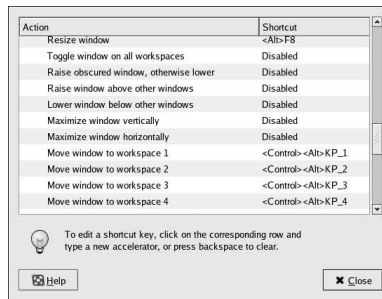 Action Shortcut
Resize window <Alt>F8
Toggle window on all workspaces Disabled
Raise obscured window, otherwise lower Disabled
Raise window above other windows Disabled
Lower window below other windows Disabled
Maximize window vertically Disabled
Maximize window horizontally Disabled
Move window to workspace 1 <Control><Alt>KP_1
Move window to workspace 2 <Control><Alt>KP_2
Move window to workspace 3 <Control><Alt>KP_3
Move window to workspace 4 <Control><Alt>KP_4
To edit a shortcut key, click on the corresponding row and
type a new accelerator, or press backspace to clear.
Help Close